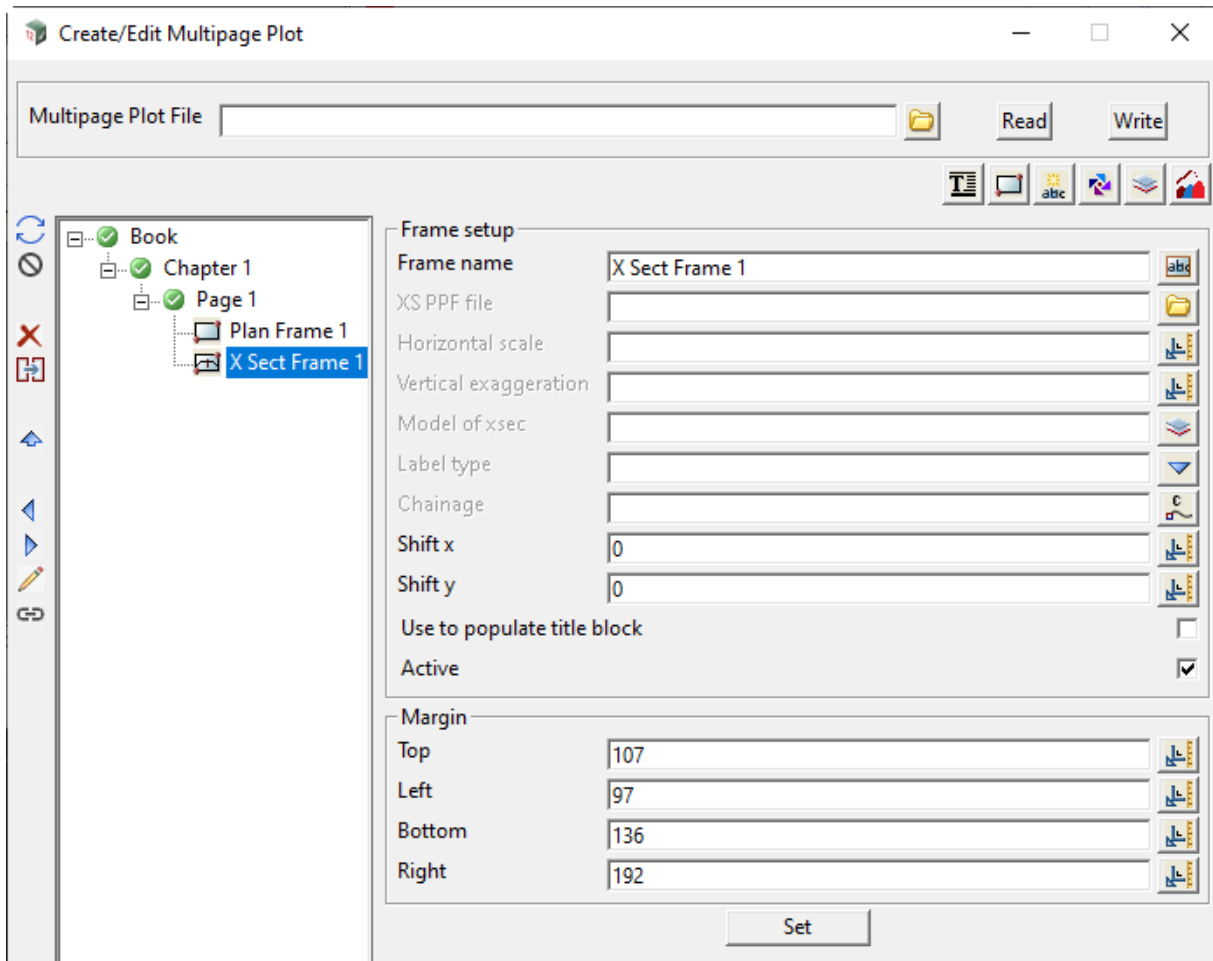 Create/Edit Multipage Plot
Multipage Plot File
Read
Write
T
abc
Book
Chapter 1
Page 1
Plan Frame 1
X Sect Frame 1
Frame setup
Frame name X Sect Frame 1 abc
XS PPF file
Horizontal scale
Vertical exaggeration
Model of xsec
Label type
Chainage C
Shift x 0
Shift y 0
Use to populate title block
Active
Margin
Top 107
Left 97
Bottom 136
Right 192
Set